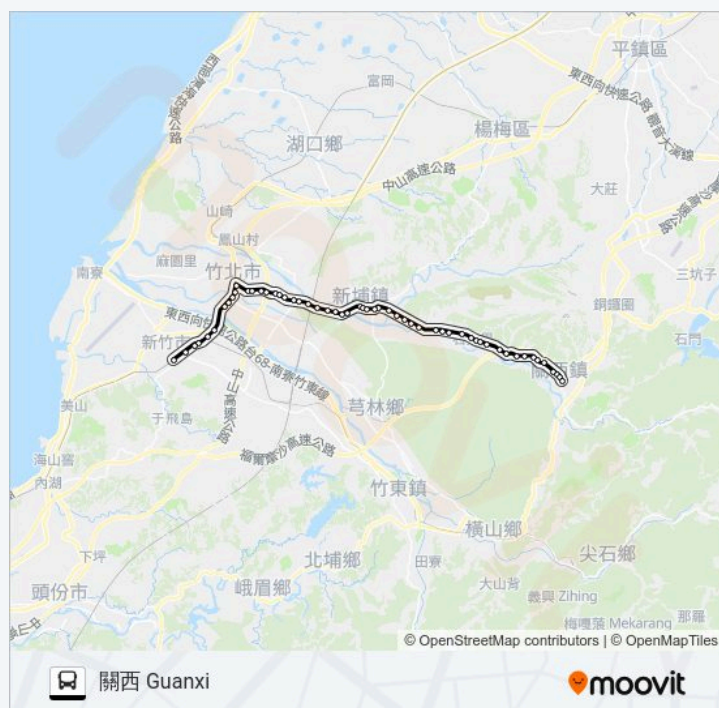 平鎮區
東西向快速公路 觀音大溪線
西濱快速公路
富岡
楊梅區
湖口鄉
中山高速公路
大莊
山崎
鳳山村
三坑子
麻園里
南寮
竹北市
新埔鎮
銅鑼圈
石門
東西向快速公路台68-南寮竹東線
新竹市
關西鎮
中山高速公路
美山
于飛島
芎林鄉
海山窖
福爾摩沙高速公路
內湖
竹東鎮
橫山鄉
下坪
北埔鄉
田寮
尖石鄉
頭份市
峨眉鄉
大山背
義興 Zihing
那羅
梅嘎蒗 Mekarang
© OpenStreetMap contributors | © OpenMapTiles
關西 Guanxi
moovit